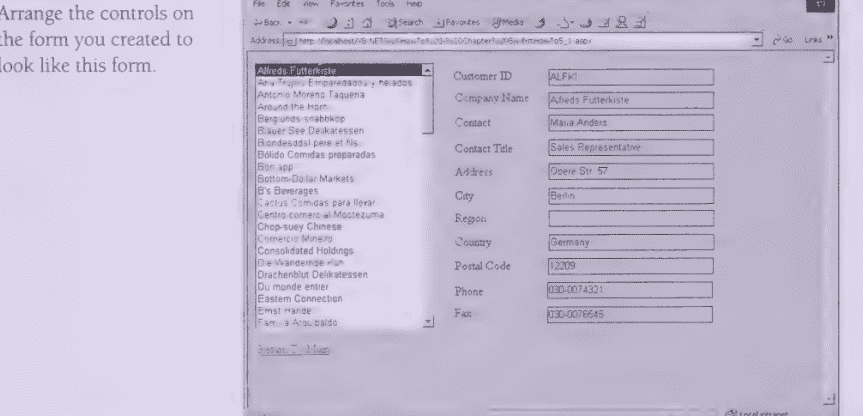 Arrange the controls on
the form you created to
look like this form.
File Edit View Favorites Tools Help
Back Search Favorites Media
Address
Go Links »
Alfreds Futterkiste
Ana Trujillo Emparedados y helados
Antonio Moreno Taquería
Around the Horn
Berglunds snabbköp
Blauer See Delikatessen
Blondesddsl père et fils
Bólido Comidas preparadas
Bon app
Bottom-Dollar Markets
B's Beverages
Cactus Comidas para llevar
Centro comercial Moctezuma
Chop-suey Chinese
Comércio Mineiro
Consolidated Holdings
Die Wandernde Kuh
Drachenblut Delikatessen
Du monde entier
Eastern Connection
Ernst Handel
Familia Arquibaldo
Customer ID ALFKI
Company Name Alfreds Futterkiste
Contact Maria Anders
Contact Title Sales Representative
Address Obere Str. 57
City Berlin
Region
Country Germany
Postal Code 12209
Phone 030-0074321
Fax 030-0076545
Return To Main
Local intranet